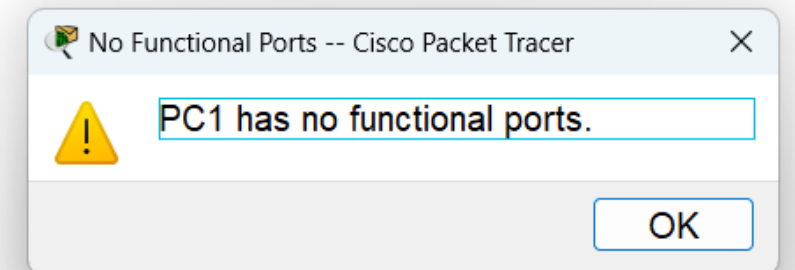 No Functional Ports -- Cisco Packet Tracer
PC1 has no functional ports.
OK